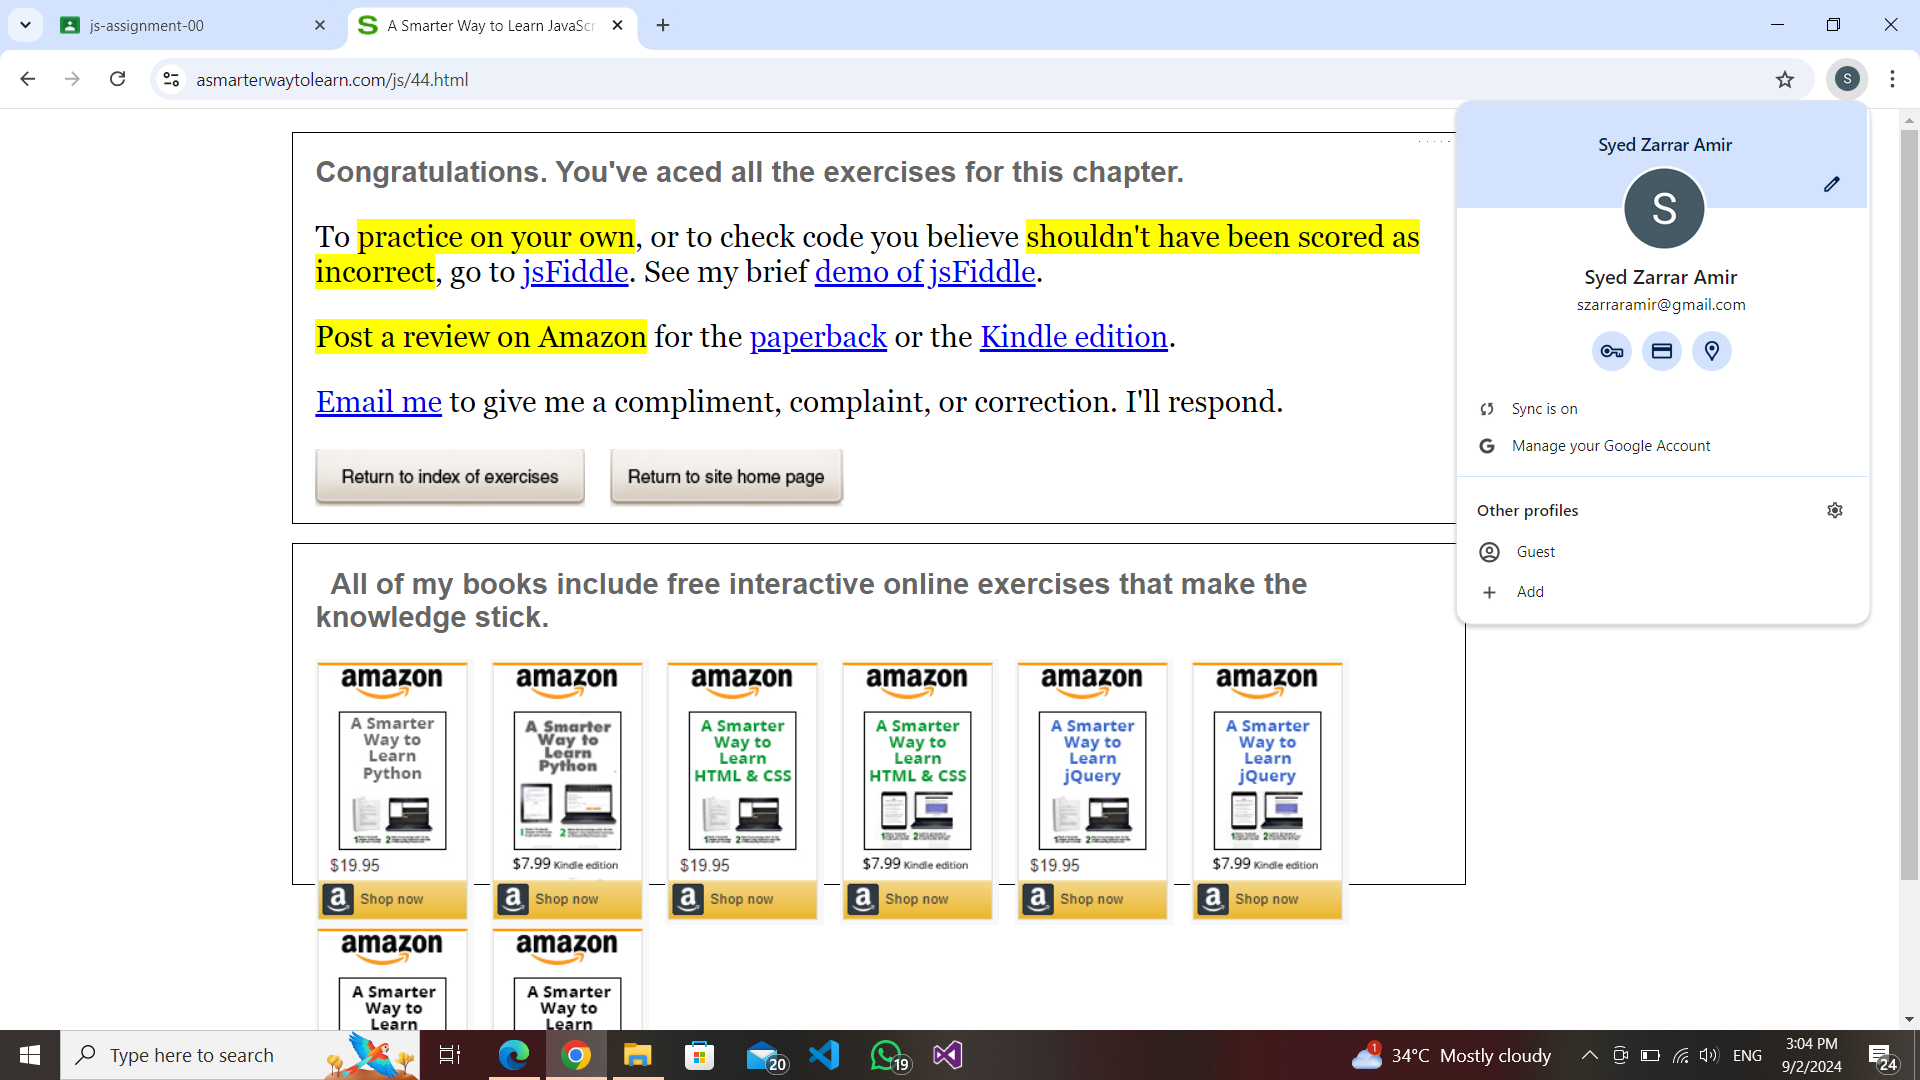 js-assignment-00
A Smarter Way to Learn JavaScr
asmarterwaytolearn.com/js/44.html
S
Syed Zarrar Amir
S
Syed Zarrar Amir
szarraramir@gmail.com
Sync is on
Manage your Google Account
Other profiles
Guest
Add
Congratulations. You've aced all the exercises for this chapter.
To practice on your own, or to check code you believe shouldn't have been scored as
incorrect, go to jsFiddle. See my brief demo of jsFiddle.
Post a review on Amazon for the paperback or the Kindle edition.
Email me to give me a compliment, complaint, or correction. I'll respond.
Return to index of exercises
Return to site home page
All of my books include free interactive online exercises that make the
knowledge stick.
amazon
A Smarter
Way to
Learn
Python
$19.95
Shop now
amazon
A Smarter
Way to
Learn
Python
$7.99 Kindle edition
Shop now
amazon
A Smarter
Way to
Learn
HTML & CSS
$19.95
Shop now
amazon
A Smarter
Way to
Learn
HTML & CSS
$7.99 Kindle edition
Shop now
amazon
A Smarter
Way to
Learn
jQuery
$19.95
Shop now
amazon
A Smarter
Way to
Learn
jQuery
$7.99 Kindle edition
Shop now
amazon
A Smarter
Way to
Learn
amazon
A Smarter
Way to
Learn
Type here to search
20
19
1
34°C Mostly cloudy
ENG
3:04 PM
9/2/2024
24